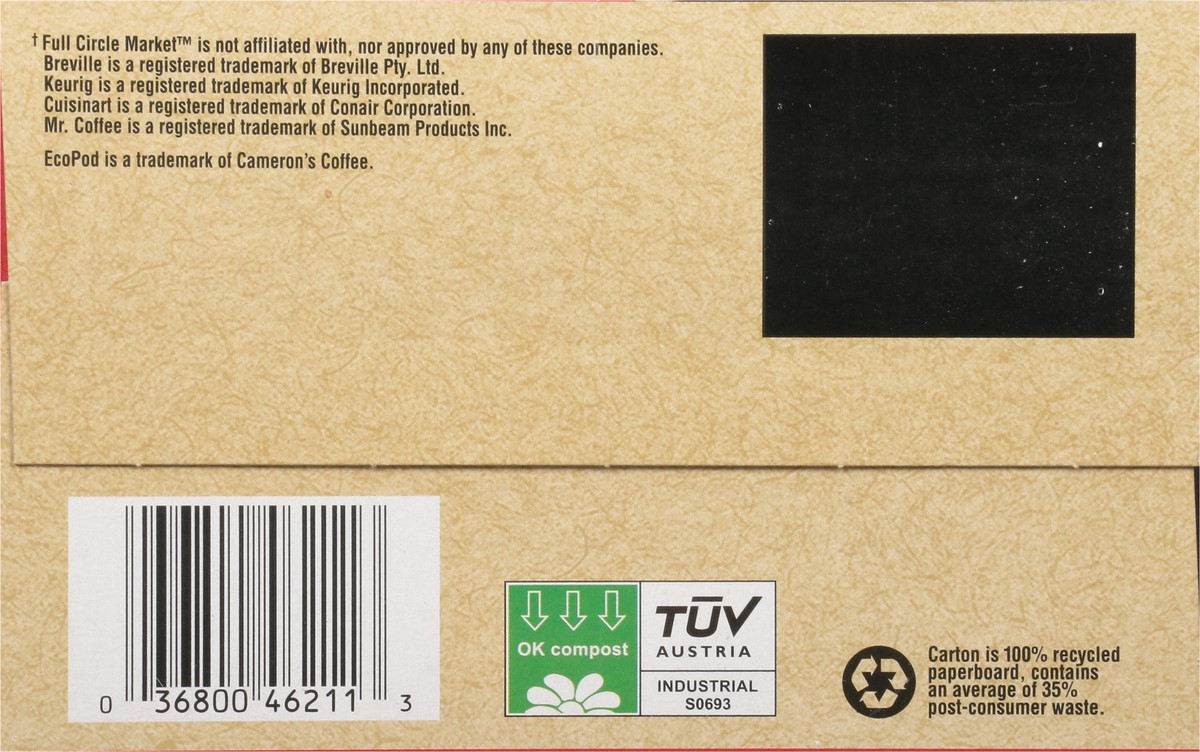 † Full Circle Market™ is not affiliated with, nor approved by any of these companies.
Breville is a registered trademark of Breville Pty. Ltd.
Keurig is a registered trademark of Keurig Incorporated.
Cuisinart is a registered trademark of Conair Corporation.
Mr. Coffee is a registered trademark of Sunbeam Products Inc.
EcoPod is a trademark of Cameron's Coffee.
0 36800 46211 3
OK compost
TÜV
AUSTRIA
INDUSTRIAL
S0693
Carton is 100% recycled
paperboard, contains
an average of 35%
post-consumer waste.